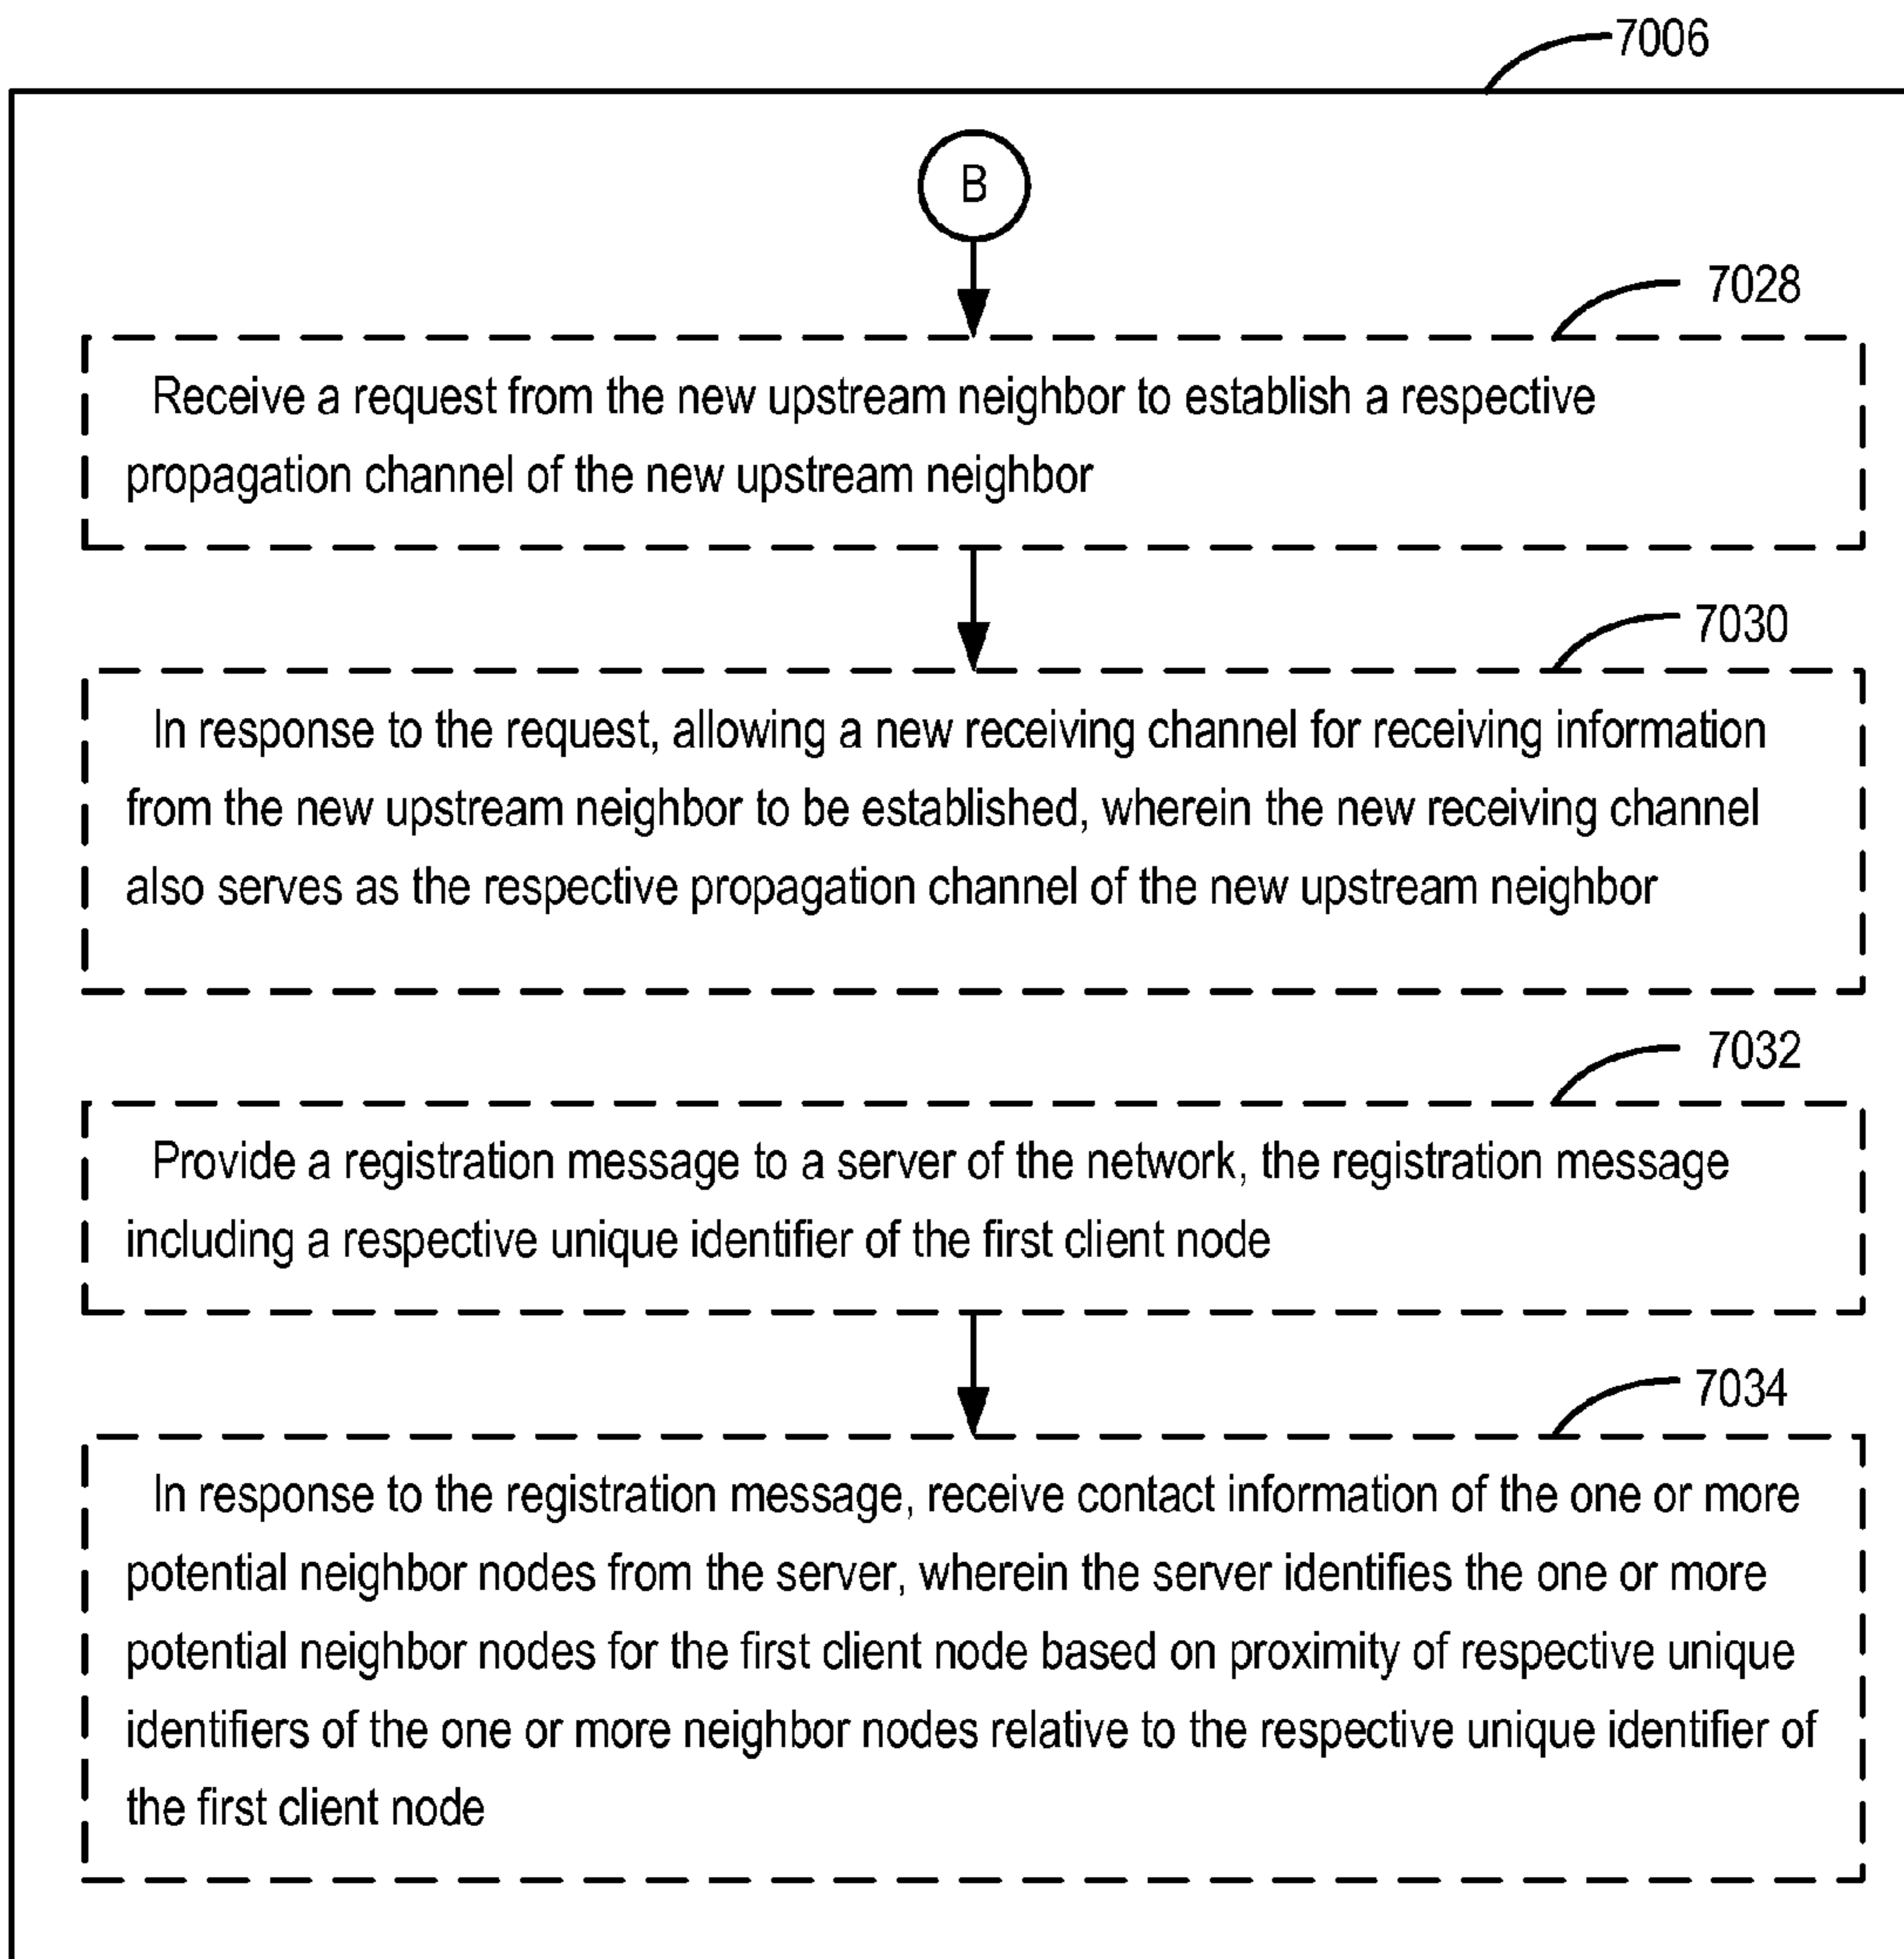 7006
B
7028
Receive a request from the new upstream neighbor to establish a respective
propagation channel of the new upstream neighbor
7030
In response to the request, allowing a new receiving channel for receiving information
from the new upstream neighbor to be established, wherein the new receiving channel
also serves as the respective propagation channel of the new upstream neighbor
7032
Provide a registration message to a server of the network, the registration message
including a respective unique identifier of the first client node
7034
In response to the registration message, receive contact information of the one or more
potential neighbor nodes from the server, wherein the server identifies the one or more
potential neighbor nodes for the first client node based on proximity of respective unique
identifiers of the one or more neighbor nodes relative to the respective unique identifier of
the first client node